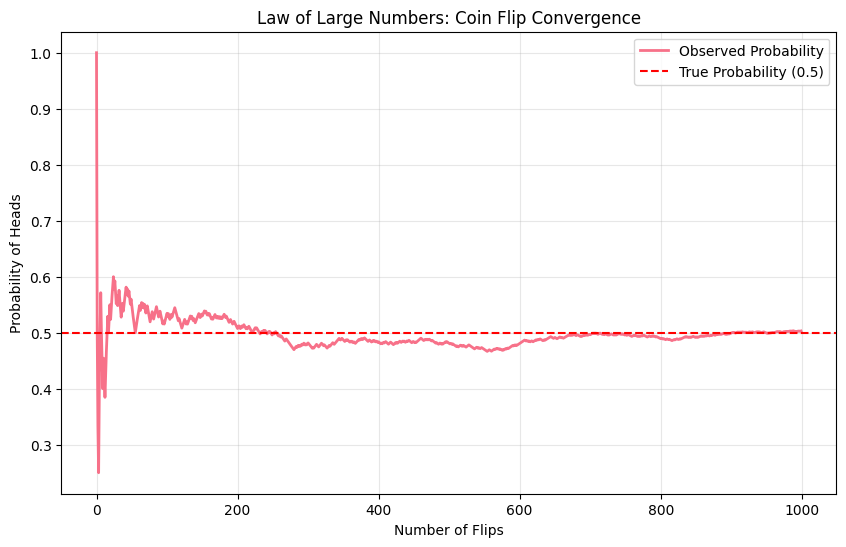 Law of Large Numbers: Coin Flip Convergence
Observed Probability
True Probability (0.5)
Probability of Heads
1.0
0.9
0.8
0.7
0.6
0.5
0.4
0.3
0
200
400
600
800
1000
Number of Flips